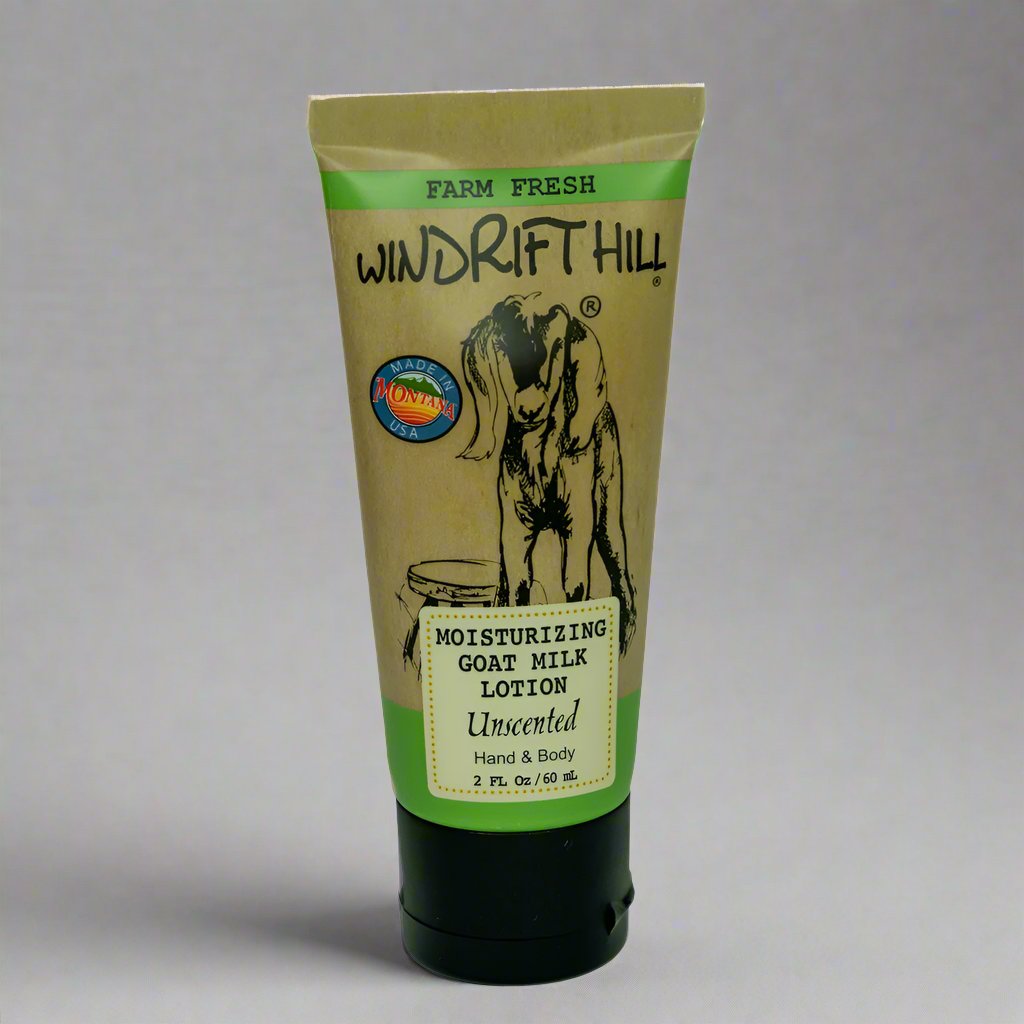 FARM FRESH
WINDRIFT HILL
®
®
MADE IN
MONTANA
USA
MOISTURIZING
GOAT MILK
LOTION
Unscented
Hand & Body
2 FL Oz / 60 mL